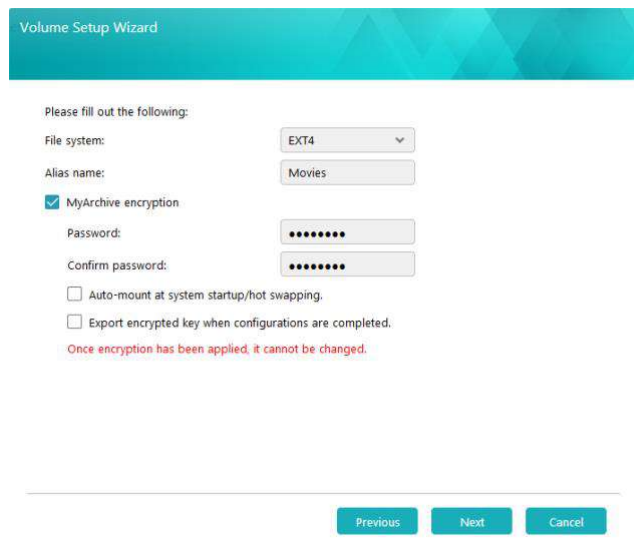 Volume Setup Wizard
Please fill out the following:
File system: EXT4
Alias name: Movies
MyArchive encryption
Password: ●●●●●●●●
Confirm password: ●●●●●●●●
Auto-mount at system startup/hot swapping.
Export encrypted key when configurations are completed.
Once encryption has been applied, it cannot be changed.
Previous Next Cancel